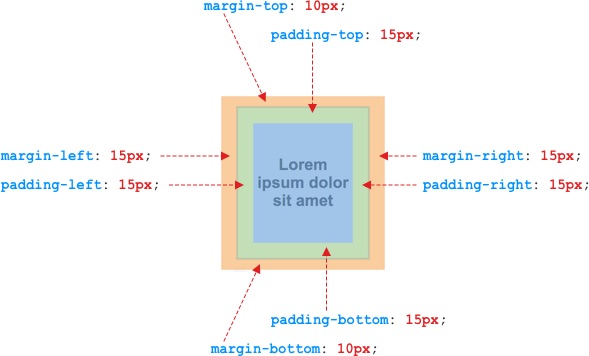 margin-top: 10px;
padding-top: 15px;
margin-left: 15px;
margin-right: 15px;
padding-left: 15px;
padding-right: 15px;
Lorem
ipsum dolor
sit amet
padding-bottom: 15px;
margin-bottom: 10px;